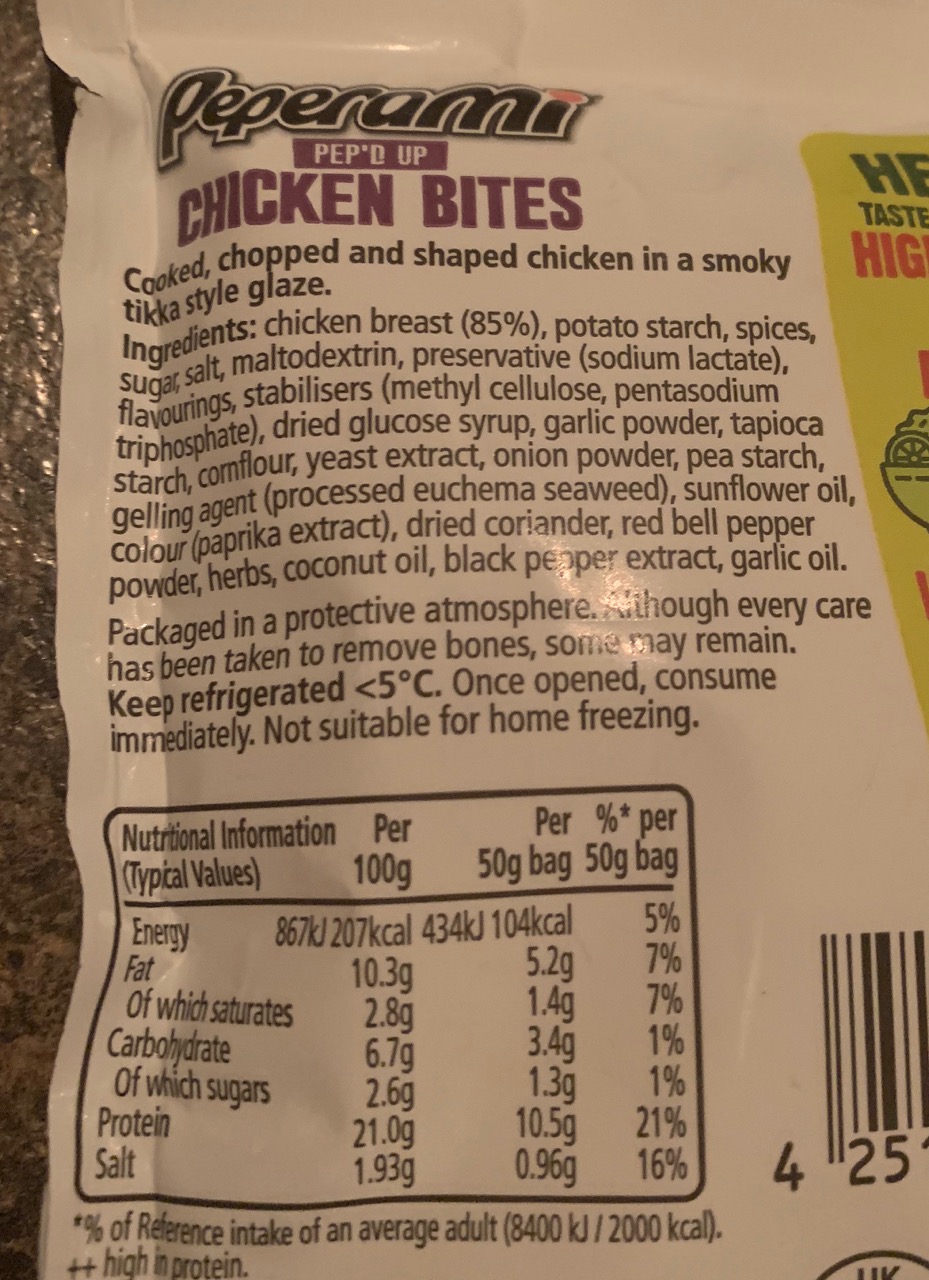 Peperami
PEP'D UP
CHICKEN BITES
Cooked, chopped and shaped chicken in a smoky
tikka style glaze.
Ingredients: chicken breast (85%), potato starch, spices,
sugar, salt, maltodextrin, preservative (sodium lactate),
flavourings, stabilisers (methyl cellulose, pentasodium
triphosphate), dried glucose syrup, garlic powder, tapioca
starch, cornflour, yeast extract, onion powder, pea starch,
gelling agent (processed euchema seaweed), sunflower oil,
colour (paprika extract), dried coriander, red bell pepper
powder, herbs, coconut oil, black pepper extract, garlic oil.
Packaged in a protective atmosphere. Although every care
has been taken to remove bones, some may remain.
Keep refrigerated <5°C. Once opened, consume
immediately. Not suitable for home freezing.
Nutritional Information Per Per %* per
(Typical Values) 100g 50g bag 50g bag
Energy 867kJ 207kcal 434kJ 104kcal 5%
Fat 10.3g 5.2g 7%
Of which saturates 2.8g 1.4g 7%
Carbohydrate 6.7g 3.4g 1%
Of which sugars 2.6g 1.3g 1%
Protein 21.0g 10.5g 21%
Salt 1.93g 0.96g 16%
*% of Reference intake of an average adult (8400 kJ / 2000 kcal).
++ high in protein.
HE
TASTE
HIG
4 25
UK